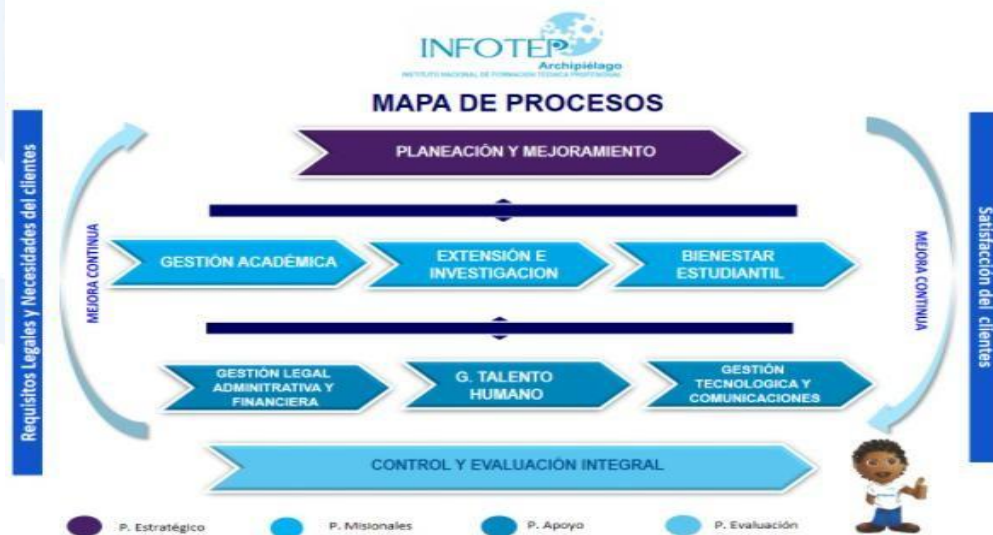 INFOTEP
Archipiélago
INSTITUTO NACIONAL DE FORMACIÓN TÉCNICA PROFESIONAL
MAPA DE PROCESOS
Requisitos Legales y Necesidades del clientes
MEJORA CONTINUA
PLANEACIÓN Y MEJORAMIENTO
GESTIÓN ACADÉMICA
EXTENSIÓN E
INVESTIGACION
BIENESTAR
ESTUDIANTIL
GESTIÓN LEGAL
ADMINITRATIVA Y
FINANCIERA
G. TALENTO
HUMANO
GESTIÓN
TECNOLOGICA Y
COMUNICACIONES
CONTROL Y EVALUACIÓN INTEGRAL
MEJORA CONTINUA
Satisfacción del clientes
P. Estratégico
P. Misionales
P. Apoyo
P. Evaluación